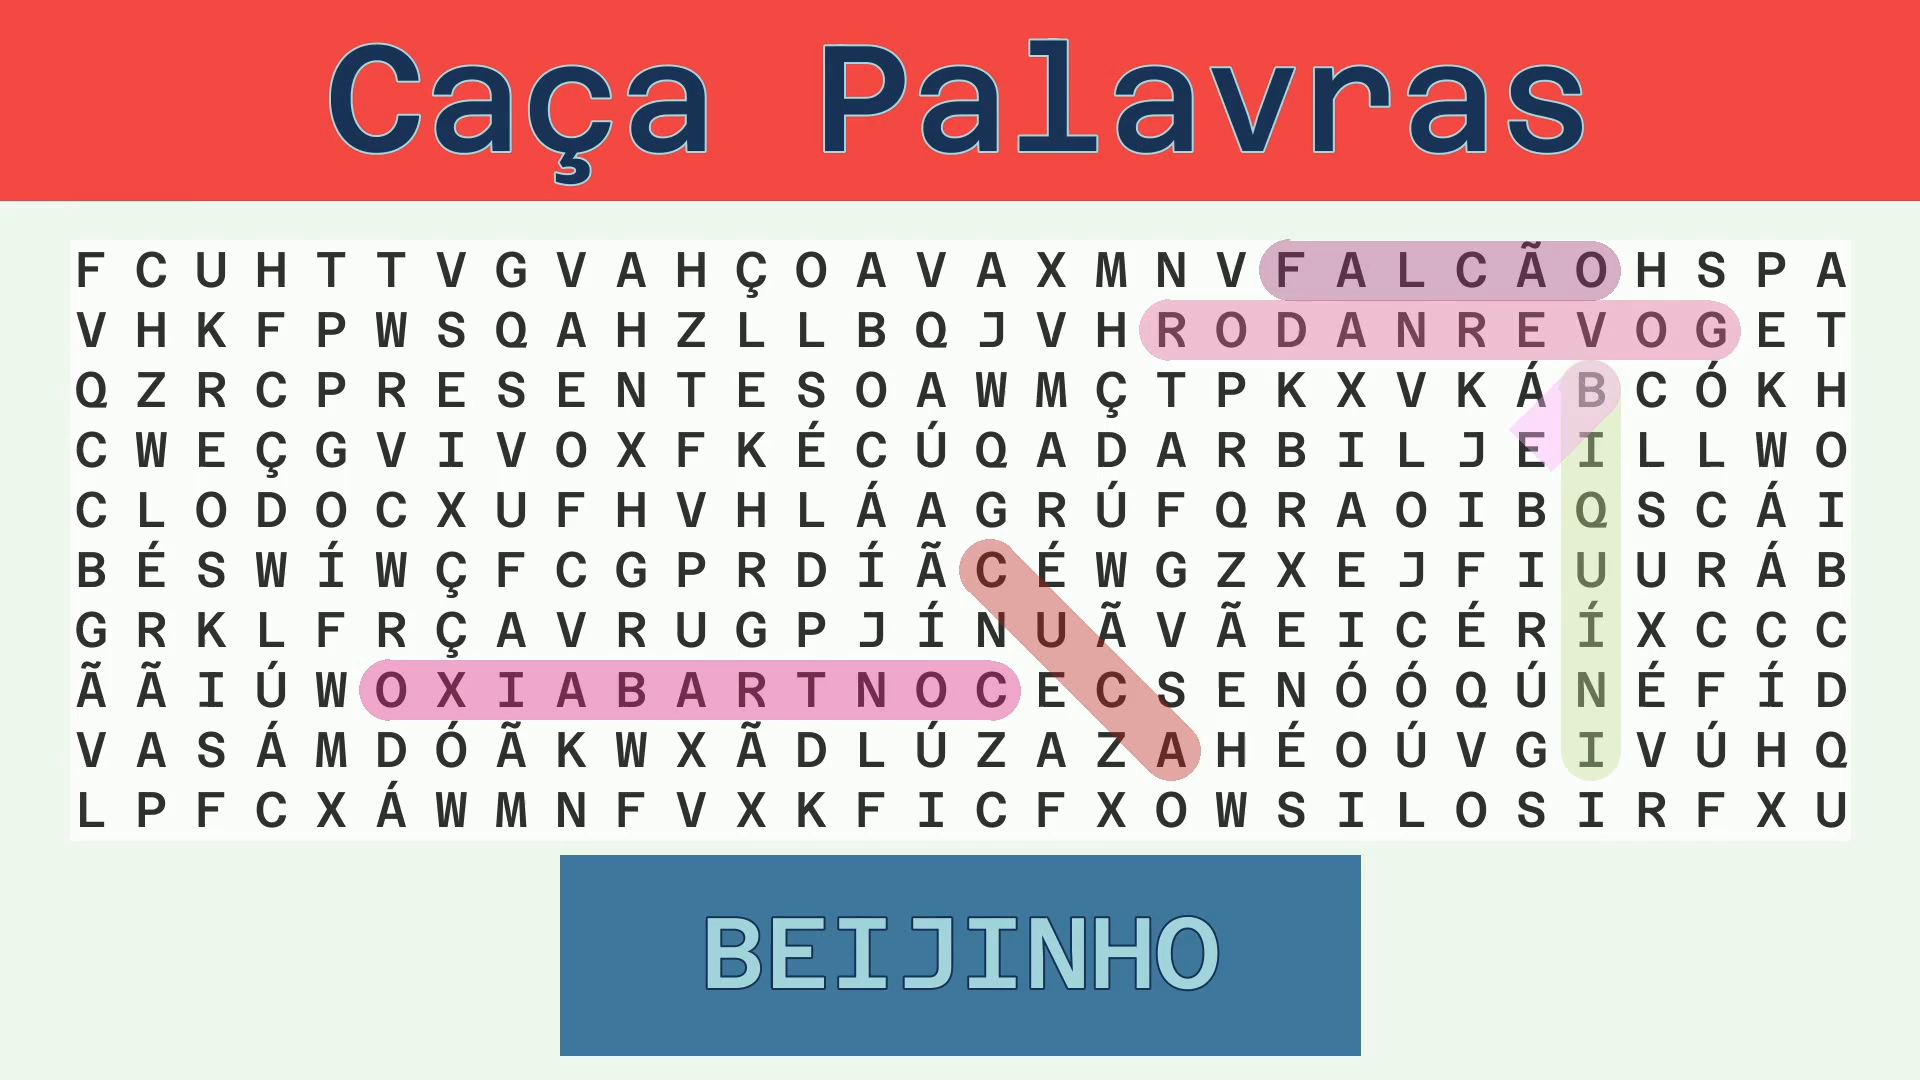 Caça Palavras
F C U H T T V G V A H Ç O A V A X M N V F A L C Ã O H S P A
V H K F P W S Q A H Z L L B Q J V H R O D A N R E V O G E T
Q Z R C P R E S E N T E S O A W M Ç T P K X V K Á B C Ó K H
C W E Ç G V I V O X F K É C Ú Q A D A R B I L J E I L L W O
C L O D O C X U F H V H L Á A G R Ú F Q R A O I B Q S C Á I
B É S W Í W Ç F C G P R D Í Ã C É W G Z X E J F I U U R Á B
G R K L F R Ç A V R U G P J Í N U Ã V Ã E I C É R Í X C C C
Ã Ã I Ú W O X I A B A R T N O C E C S E N Ó Ó Q Ú N É F Í D
V A S Á M D Ó Ã K W X Ã D L Ú Z A Z A H É O Ú V G I V Ú H Q
L P F C X Á W M N F V X K F I C F X O W S I L O S I R F X U
BEIJINHO